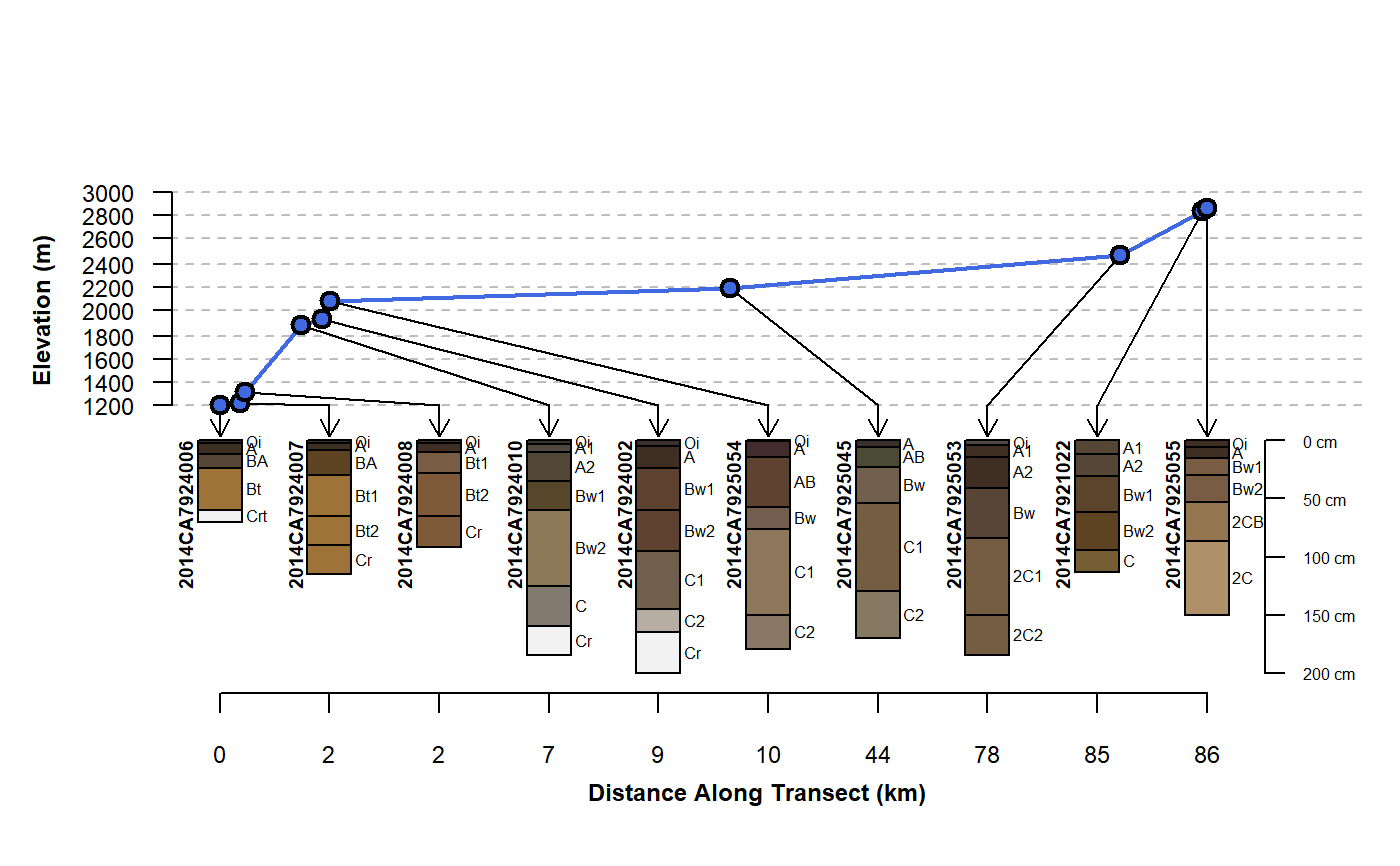 3000
2800
2600
2400
2200
2000
1800
1600
1400
1200
Elevation (m)
2014CA7924006
Oi
A
BA
Bt
Crt
2014CA7924007
Oi
A
BA
Bt1
Bt2
Cr
2014CA7924008
Oi
A
Bt1
Bt2
Cr
2014CA7924010
Oi
A1
A2
Bw1
Bw2
C
Cr
2014CA7924002
Oi
A
Bw1
Bw2
C1
C2
Cr
2014CA7925054
Oi
A
AB
Bw
C1
C2
2014CA7925045
A
AB
Bw
C1
C2
2014CA7925053
Oi
A1
A2
Bw
2C1
2C2
2014CA7921022
A1
A2
Bw1
Bw2
C
2014CA7925055
Oi
A
Bw1
Bw2
2CB
2C
0 cm
50 cm
100 cm
150 cm
200 cm
0 2 2 7 9 10 44 78 85 86
Distance Along Transect (km)